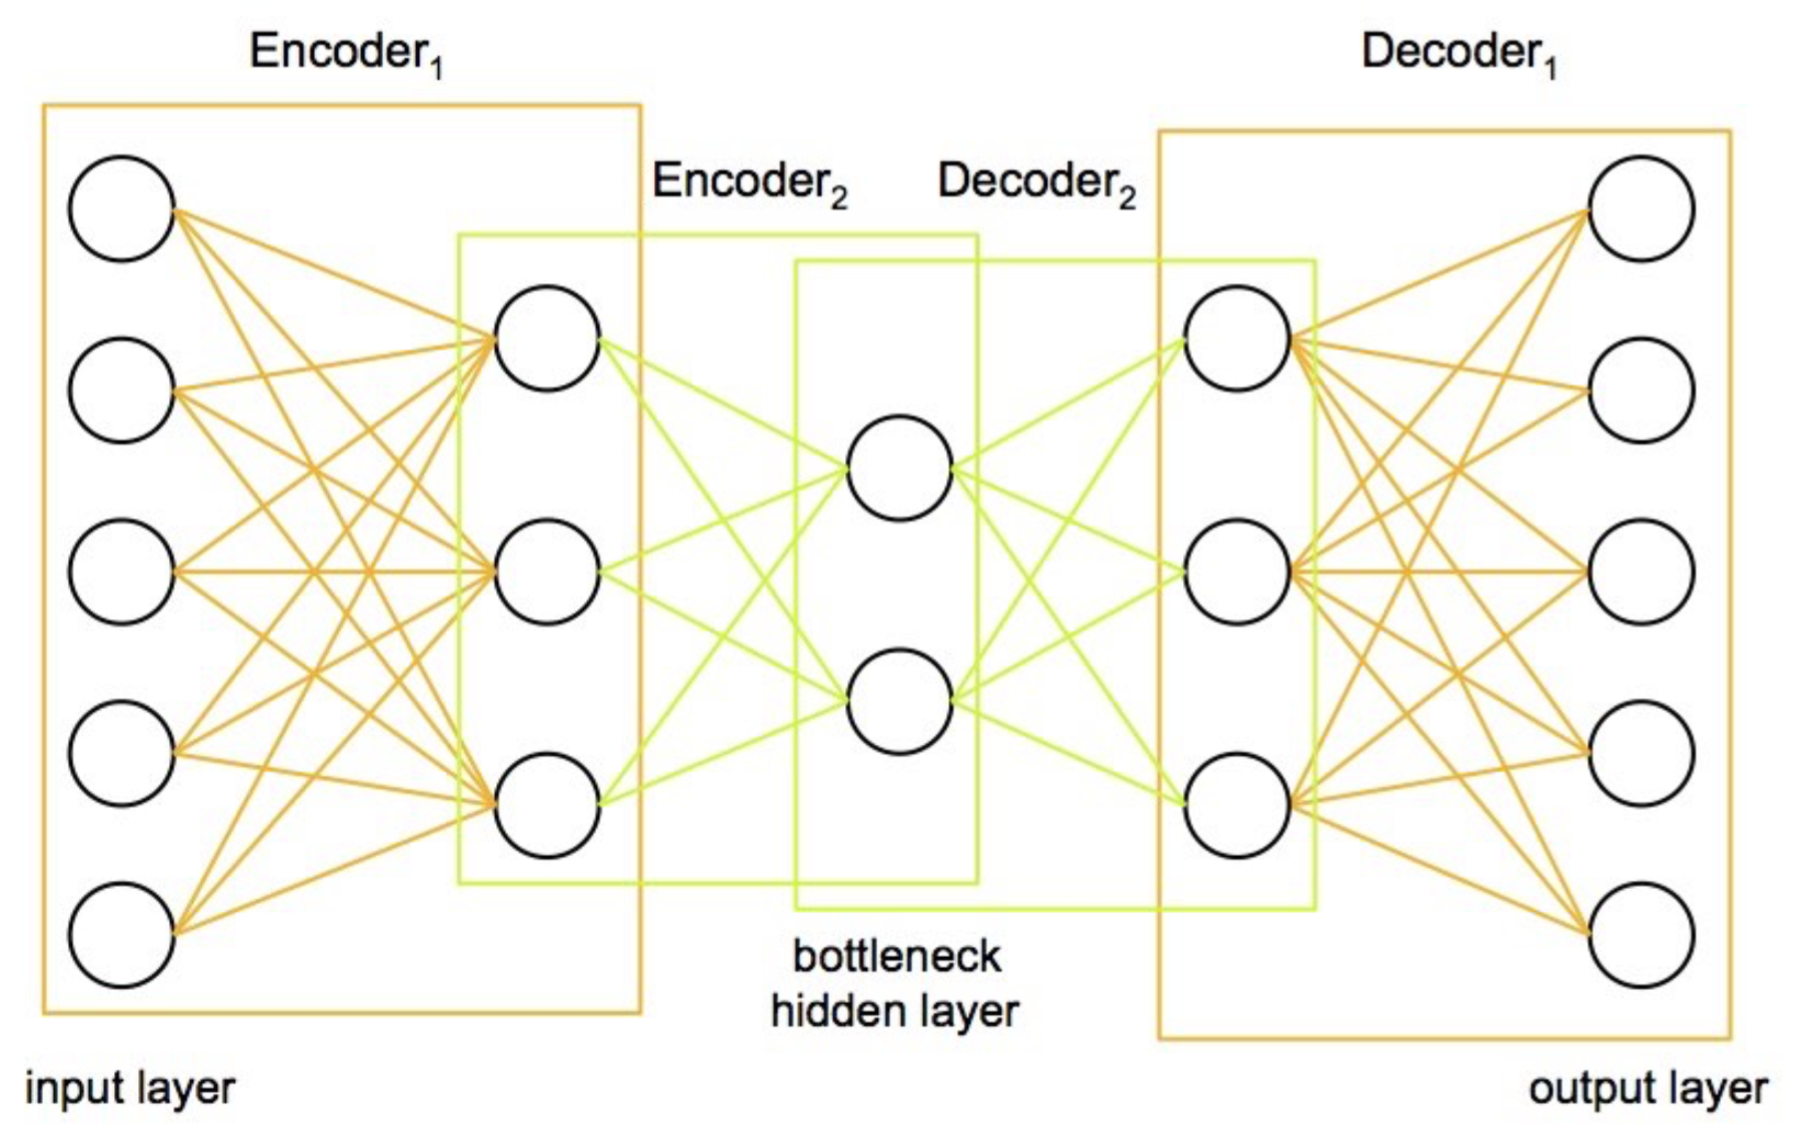 Encoder₁
Decoder₁
Encoder₂
Decoder₂
bottleneck
hidden layer
input layer
output layer